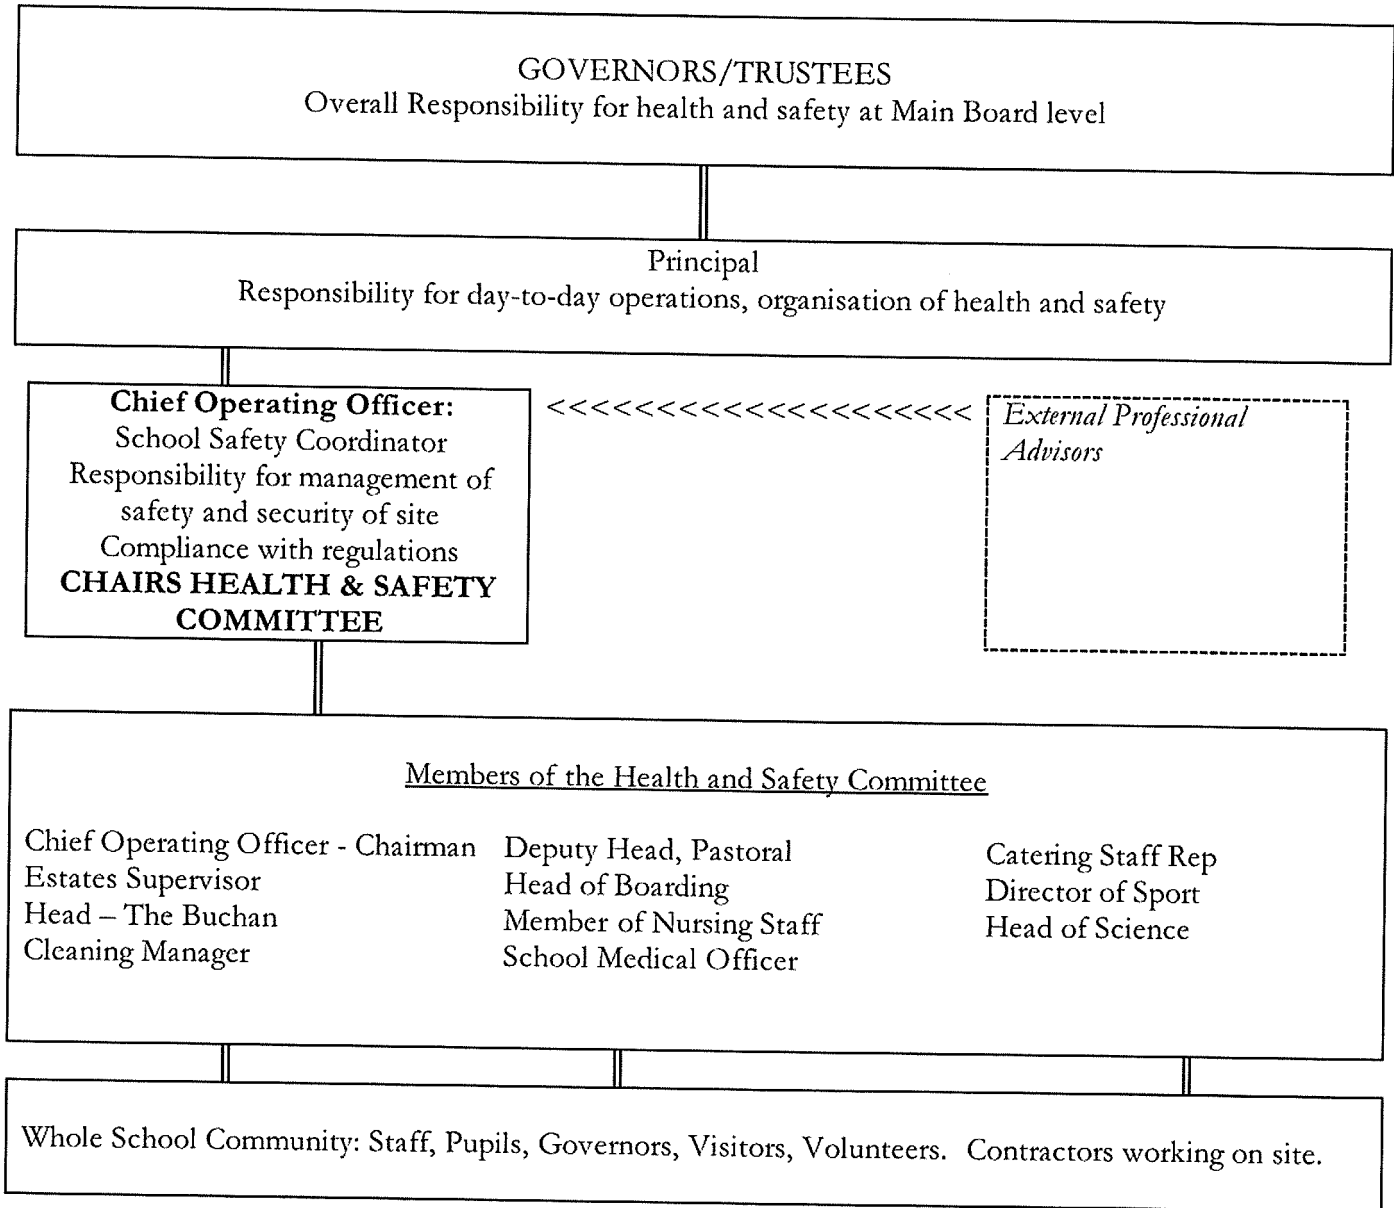 GOVERNORS/TRUSTEES
Overall Responsibility for health and safety at Main Board level
Principal
Responsibility for day-to-day operations, organisation of health and safety
Chief Operating Officer:
School Safety Coordinator
Responsibility for management of
safety and security of site
Compliance with regulations
CHAIRS HEALTH & SAFETY
COMMITTEE
<<<<<<<<<<<<<<<<<<<<
External Professional
Advisors
Members of the Health and Safety Committee
Chief Operating Officer - Chairman
Estates Supervisor
Head – The Buchan
Cleaning Manager
Deputy Head, Pastoral
Head of Boarding
Member of Nursing Staff
School Medical Officer
Catering Staff Rep
Director of Sport
Head of Science
Whole School Community: Staff, Pupils, Governors, Visitors, Volunteers. Contractors working on site.